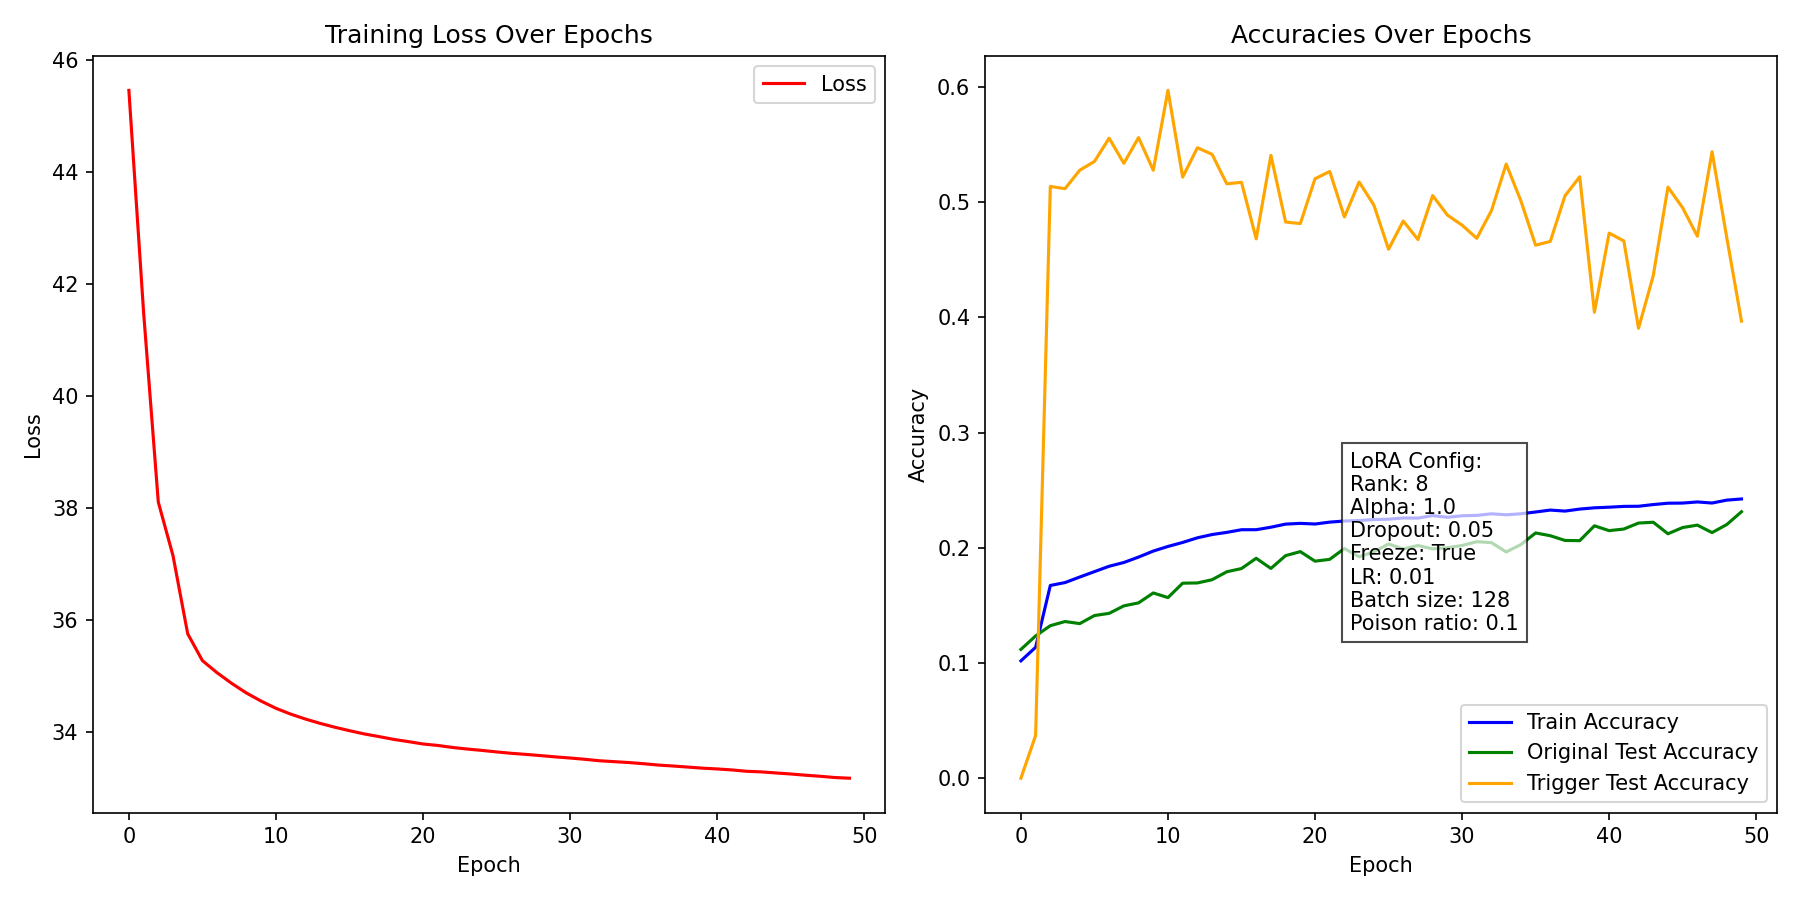 Training Loss Over Epochs
Loss
46
44
42
40
38
36
34
Loss
0
10
20
30
40
50
Epoch
Accuracies Over Epochs
0.6
0.5
0.4
0.3
0.2
0.1
0.0
Accuracy
LoRA Config:
Rank: 8
Alpha: 1.0
Dropout: 0.05
Freeze: True
LR: 0.01
Batch size: 128
Poison ratio: 0.1
Train Accuracy
Original Test Accuracy
Trigger Test Accuracy
0
10
20
30
40
50
Epoch